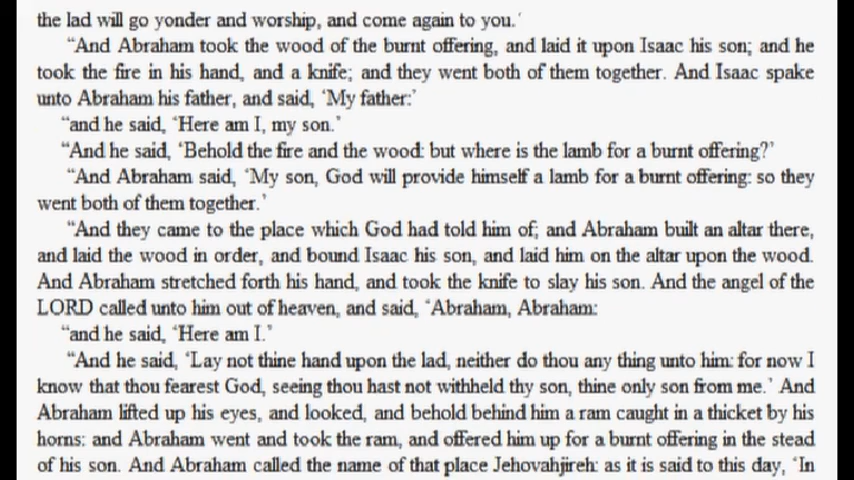 the lad will go yonder and worship, and come again to you.'
“And Abraham took the wood of the burnt offering, and laid it upon Isaac his son; and he
took the fire in his hand, and a knife; and they went both of them together. And Isaac spake
unto Abraham his father, and said, ‘My father:’
“and he said, ‘Here am I, my son.’
“And he said, ‘Behold the fire and the wood: but where is the lamb for a burnt offering?’
“And Abraham said, ‘My son, God will provide himself a lamb for a burnt offering: so they
went both of them together.’
“And they came to the place which God had told him of; and Abraham built an altar there,
and laid the wood in order, and bound Isaac his son, and laid him on the altar upon the wood.
And Abraham stretched forth his hand, and took the knife to slay his son. And the angel of the
LORD called unto him out of heaven, and said, ‘Abraham, Abraham:
“and he said, ‘Here am I.’
“And he said, ‘Lay not thine hand upon the lad, neither do thou any thing unto him: for now I
know that thou fearest God, seeing thou hast not withheld thy son, thine only son from me.’ And
Abraham lifted up his eyes, and looked, and behold behind him a ram caught in a thicket by his
horns: and Abraham went and took the ram, and offered him up for a burnt offering in the stead
of his son. And Abraham called the name of that place Jehovahjireh: as it is said to this day, ‘In